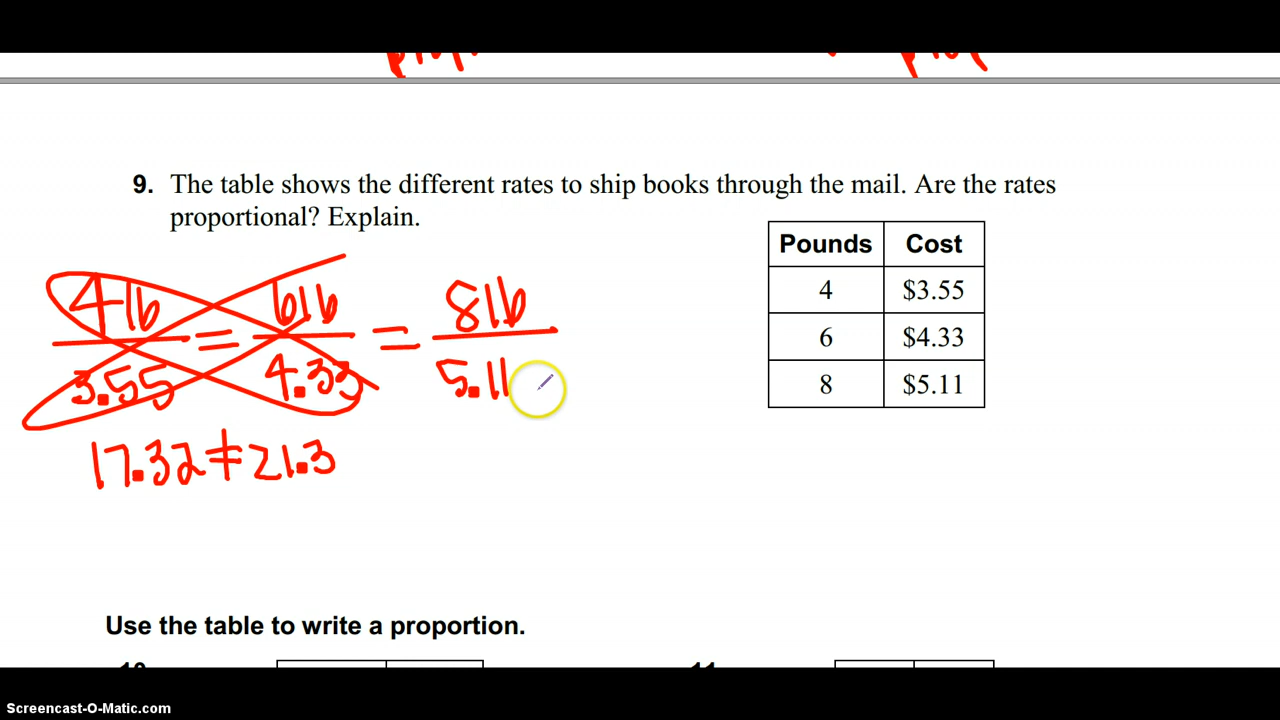 9. The table shows the different rates to ship books through the mail. Are the rates
proportional? Explain.
Pounds Cost
4 $3.55
6 $4.33
8 $5.11
4 lb / 3.55 = 6 lb / 4.33 = 8 lb / 5.11
17.32 ≠ 21.3
Use the table to write a proportion.
Screencast-O-Matic.com